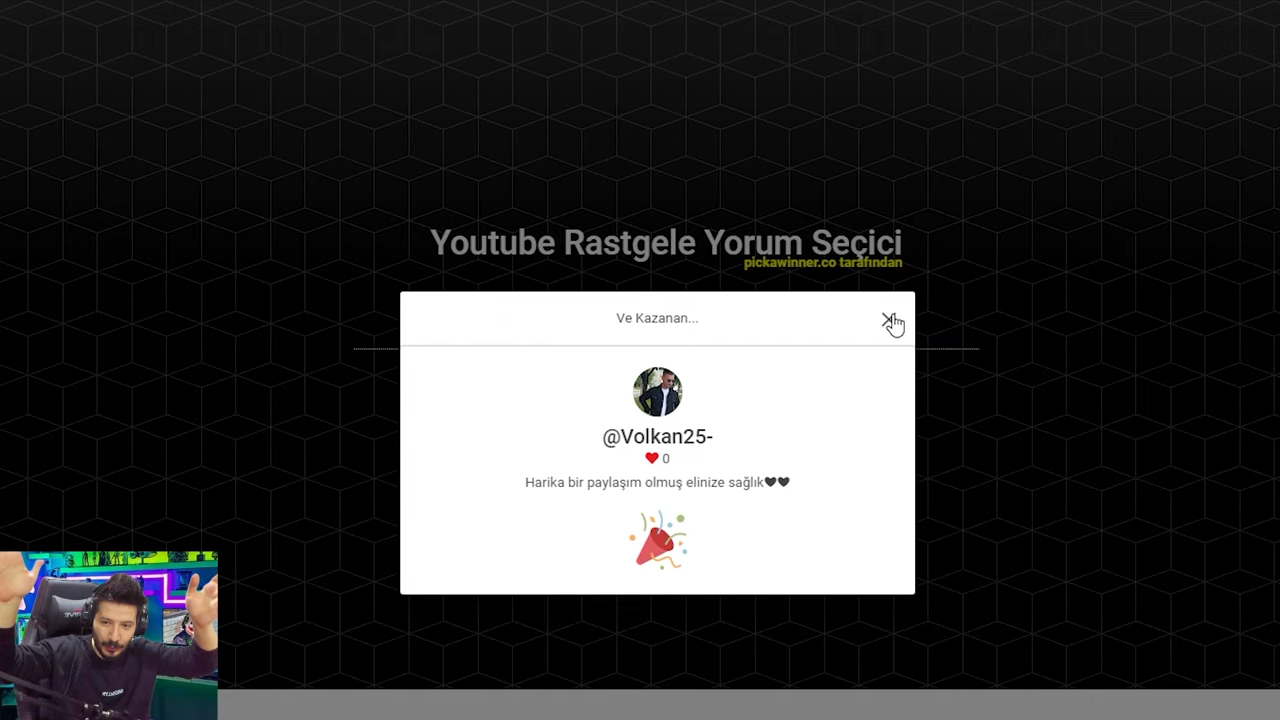 Youtube Rastgele Yorum Seçici
pickawinner.co tarafından
Ve Kazanan...
@Volkan25-
0
Harika bir paylaşım olmuş elinize sağlık🖤🖤